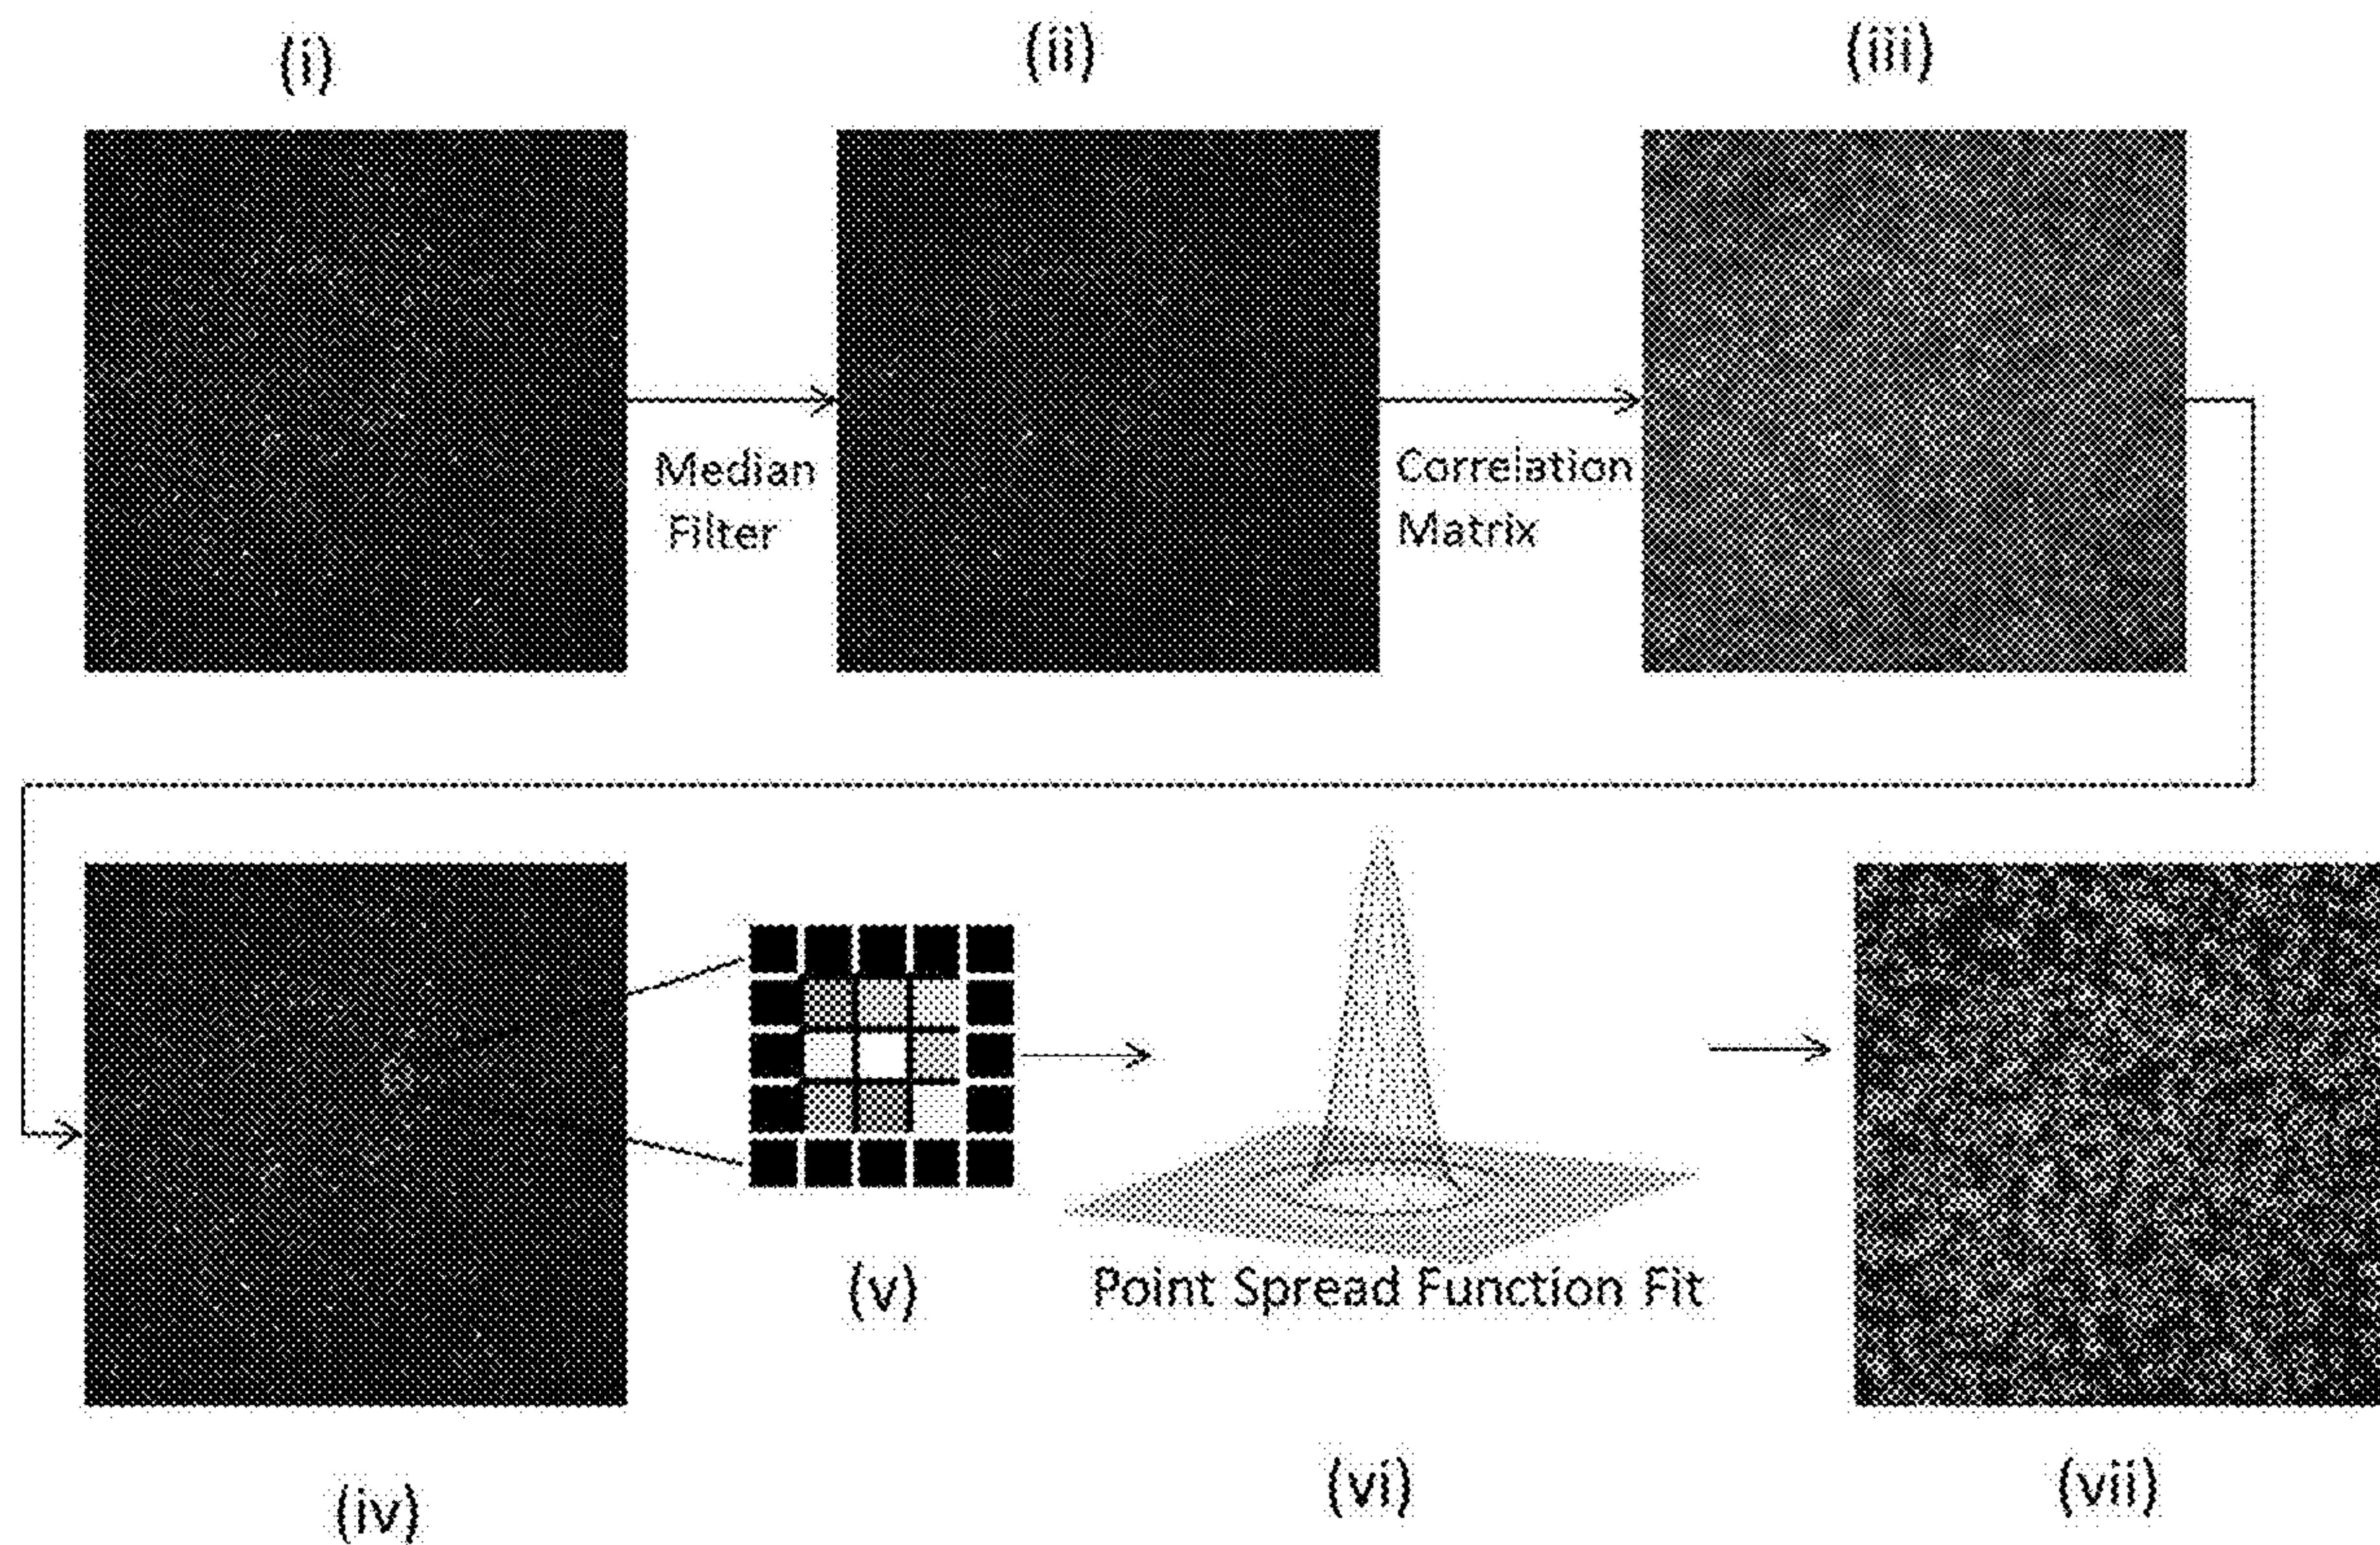 (i)
(ii)
(iii)
Median
Filter
Correlation
Matrix
(v)
Point Spread Function Fit
(iv)
(vi)
(vii)